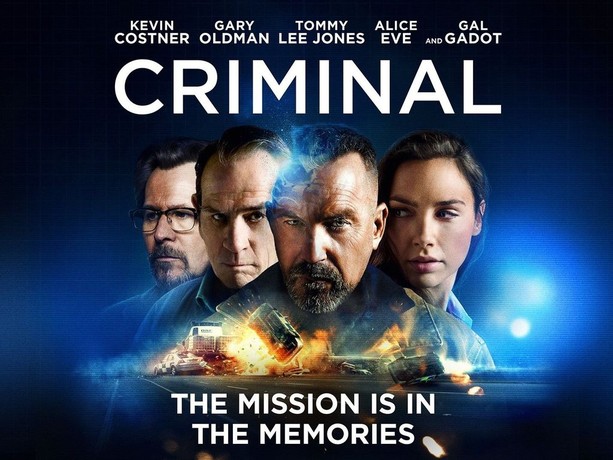 KEVIN COSTNER GARY OLDMAN TOMMY LEE JONES ALICE EVE AND GAL GADOT
CRIMINAL
THE MISSION IS IN
THE MEMORIES